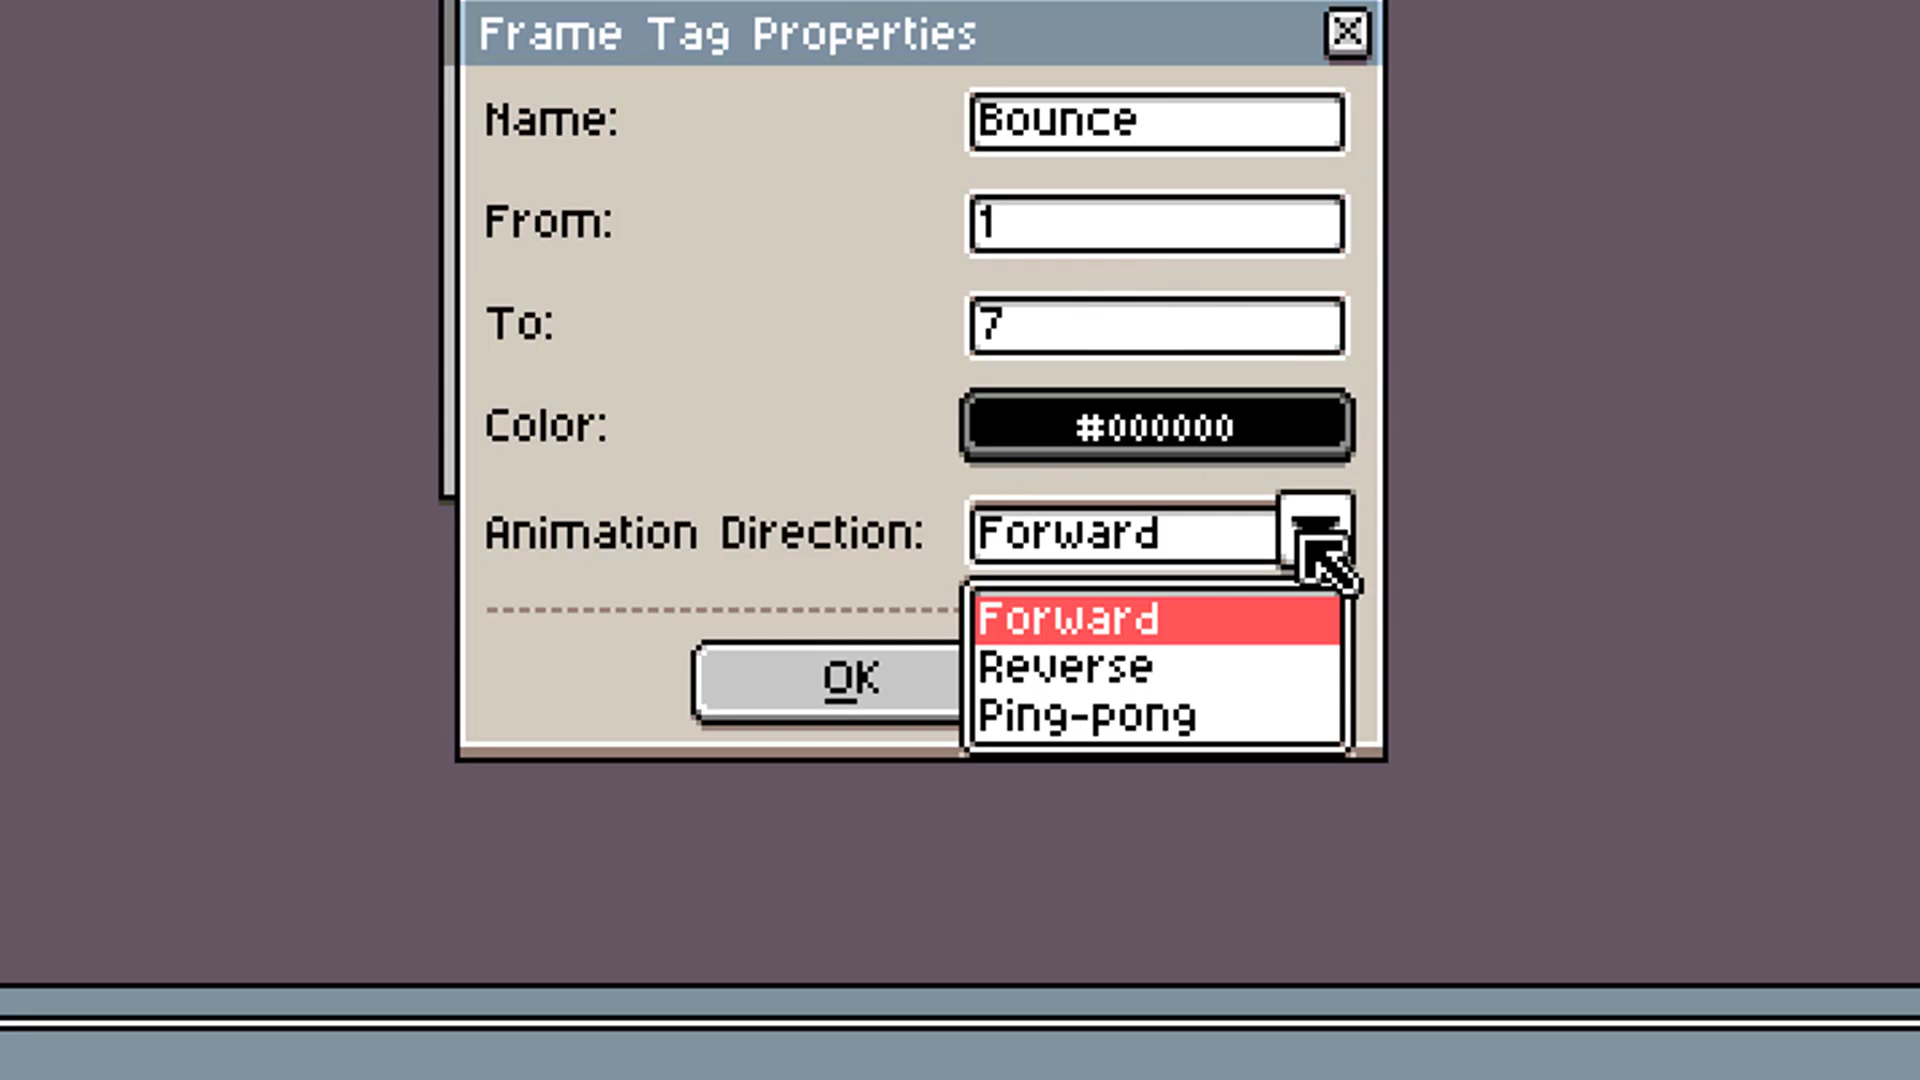 Frame Tag Properties
Name: Bounce
From: 1
To: 7
Color: #000000
Animation Direction: Forward
Forward
Reverse
Ping-pong
OK